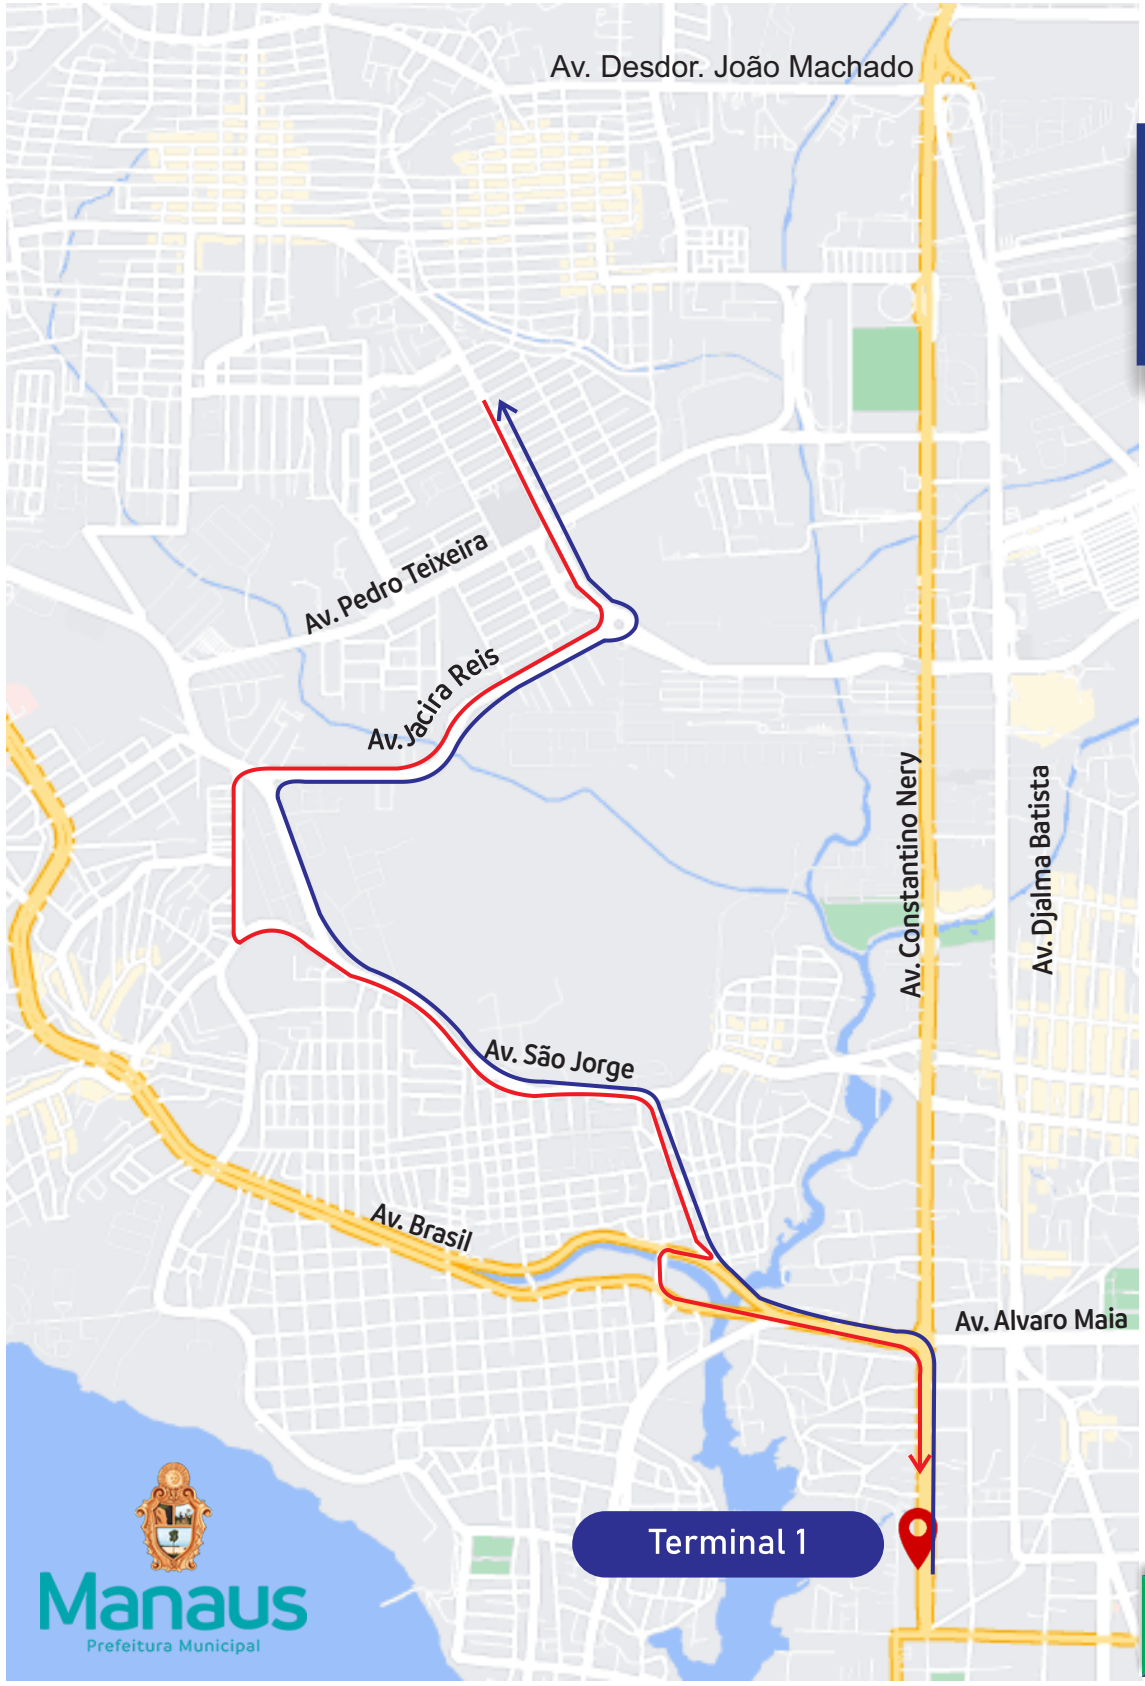 Av. Desdor. João Machado
Av. Pedro Teixeira
Av. Jacira Reis
Av. Constantino Nery
Av. Djalma Batista
Av. São Jorge
Av. Brasil
Av. Alvaro Maia
Terminal 1
Manaus
Prefeitura Municipal